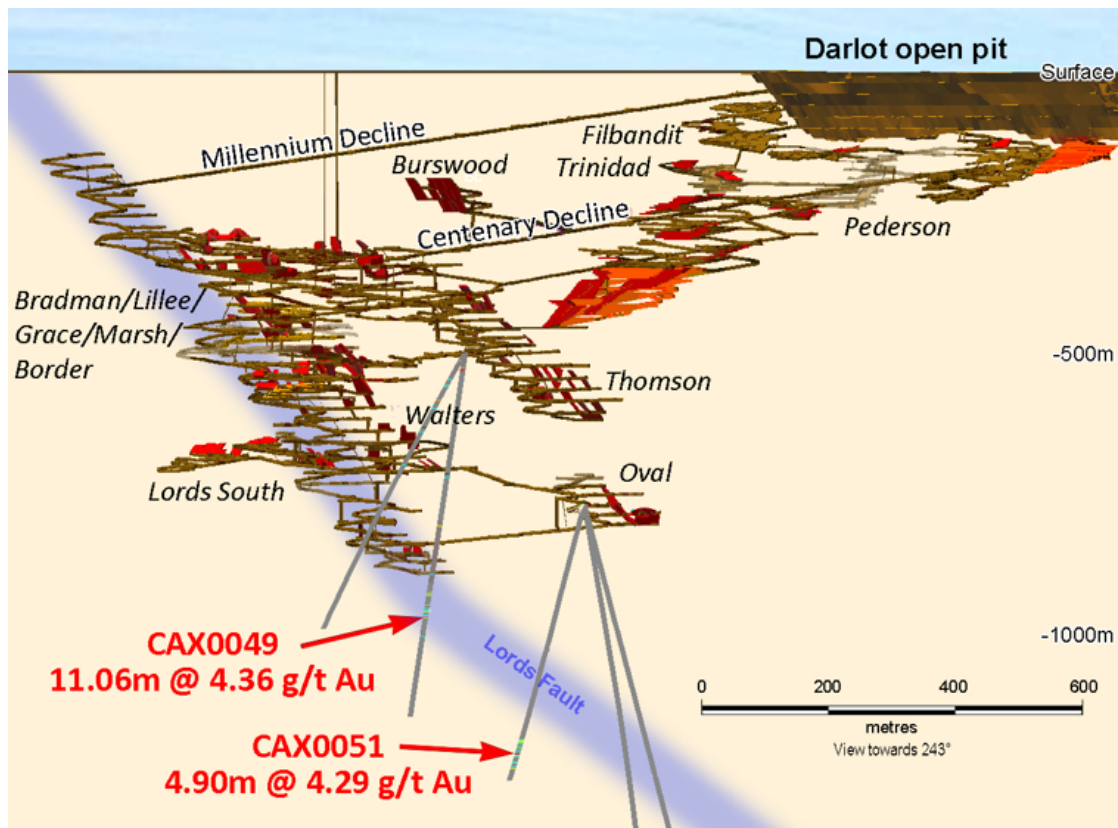 Darlot open pit
Surface
Millennium Decline
Filbandit
Trinidad
Burswood
Centenary Decline
Pederson
Bradman/Lillee/
Grace/Marsh/
Border
-500m
Thomson
Walters
Oval
Lords South
-1000m
CAX0049
11.06m @ 4.36 g/t Au
Lords Fault
0 200 400 600
metres
View towards 243°
CAX0051
4.90m @ 4.29 g/t Au